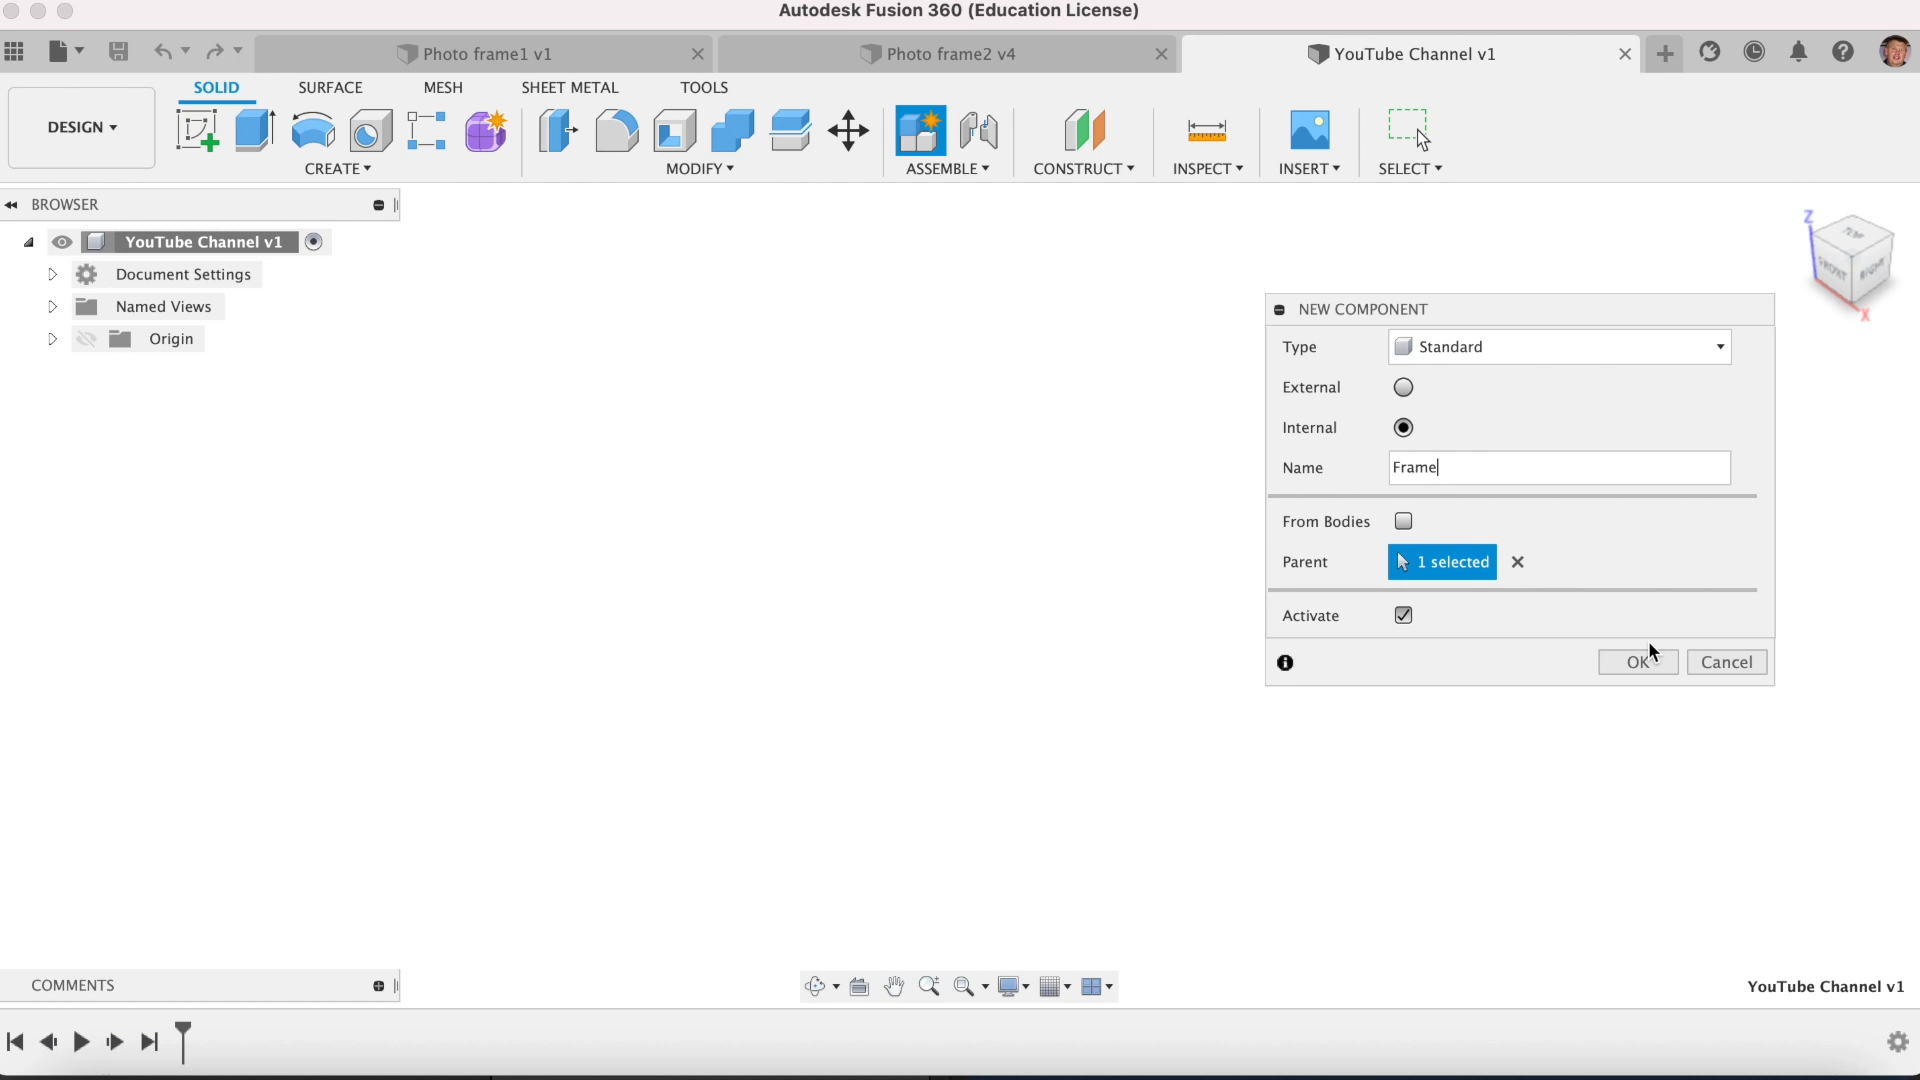 Autodesk Fusion 360 (Education License)
Photo frame1 v1
Photo frame2 v4
YouTube Channel v1
SOLID
SURFACE
MESH
SHEET METAL
TOOLS
DESIGN
CREATE
MODIFY
ASSEMBLE
CONSTRUCT
INSPECT
INSERT
SELECT
BROWSER
YouTube Channel v1
Document Settings
Named Views
Origin
Z
TOP
FRONT
RIGHT
X
NEW COMPONENT
Type
Standard
External
Internal
Name
Frame
From Bodies
Parent
1 selected
Activate
OK
Cancel
COMMENTS
YouTube Channel v1